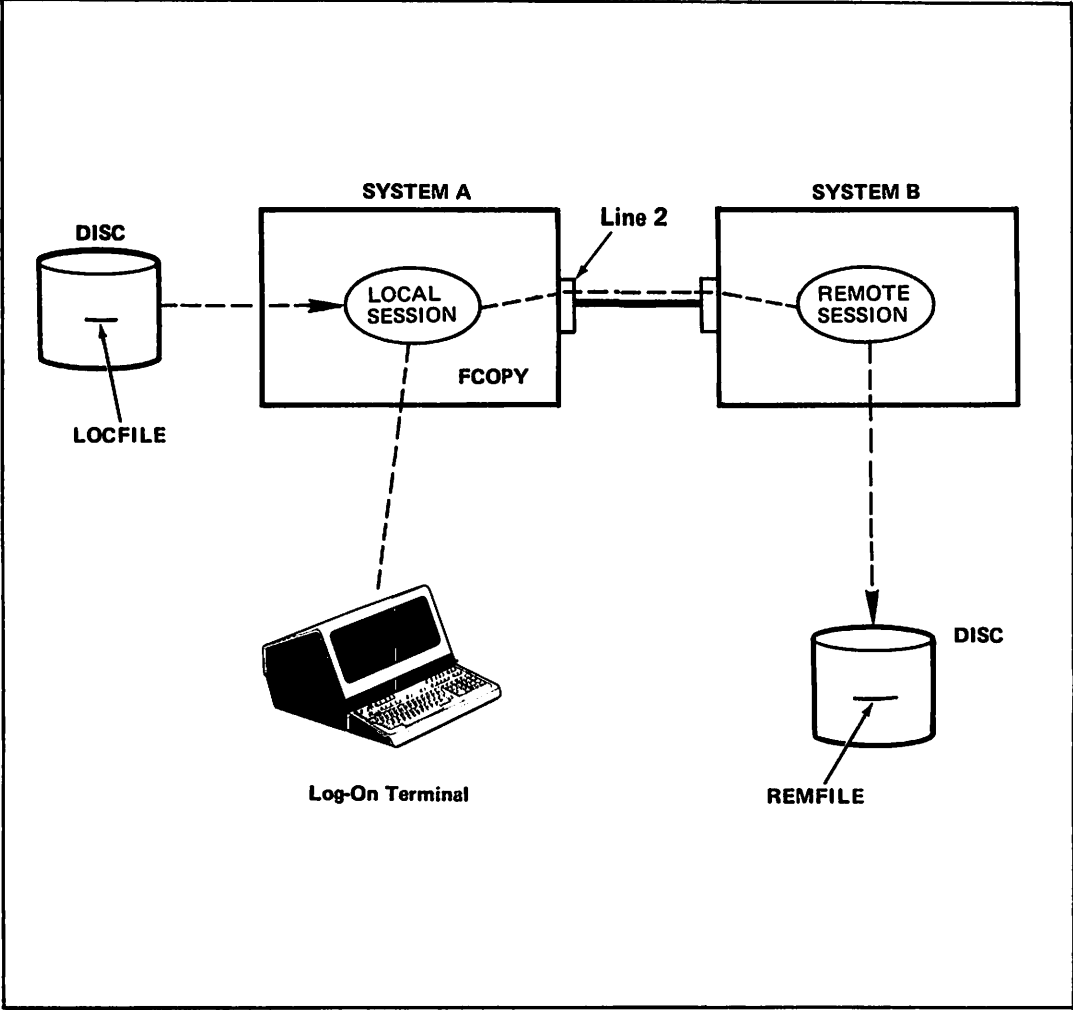 SYSTEM A
SYSTEM B
Line 2
DISC
LOCAL
SESSION
REMOTE
SESSION
FCOPY
LOCFILE
DISC
Log-On Terminal
REMFILE